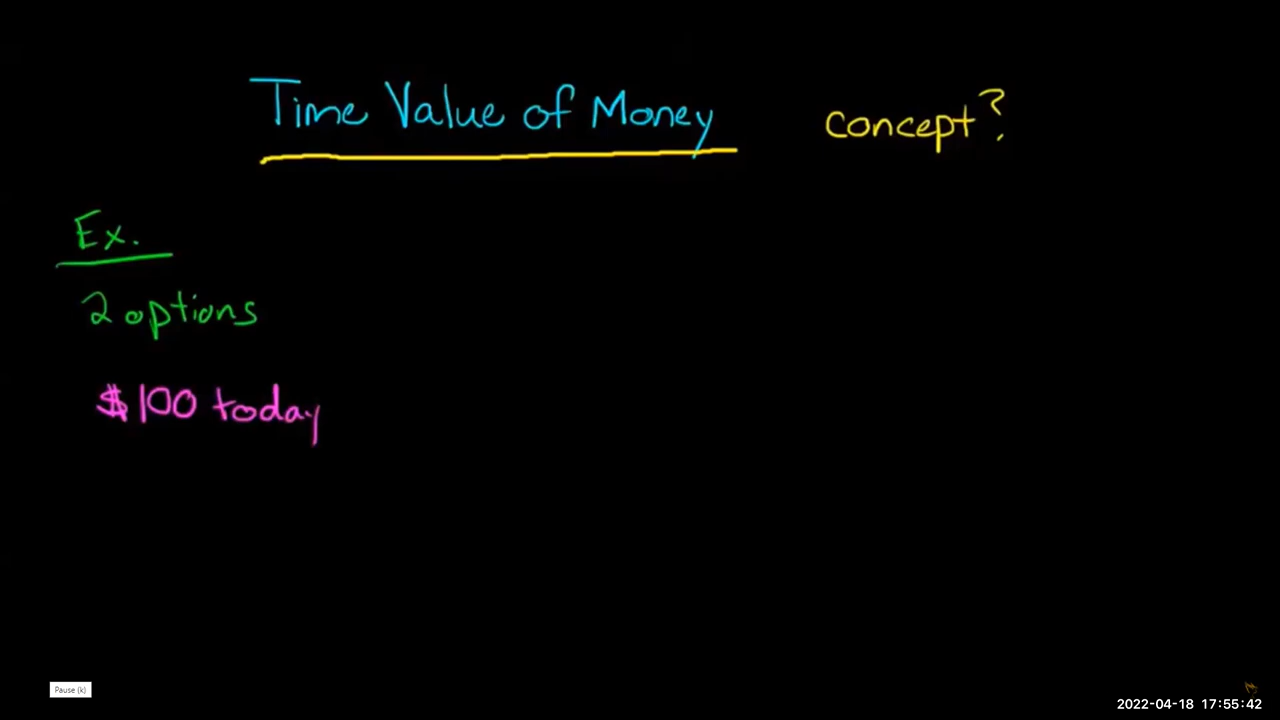 Time Value of Money concept?
Ex.
2 options
$100 today
Pause (k)
2022-04-18 17:55:42